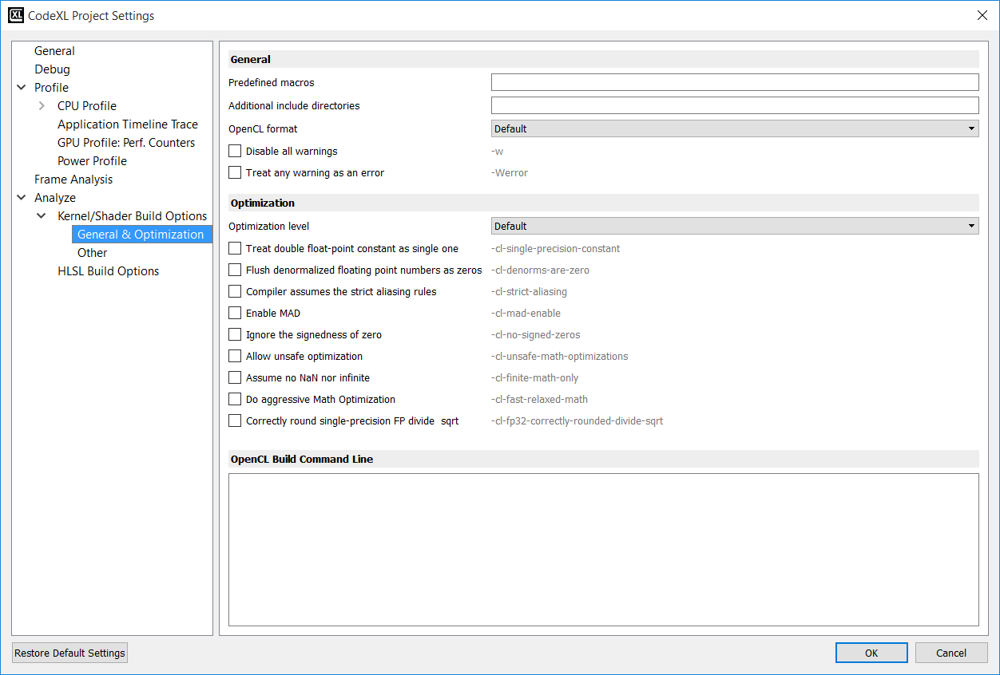 XL CodeXL Project Settings
General
Debug
Profile
CPU Profile
Application Timeline Trace
GPU Profile: Perf. Counters
Power Profile
Frame Analysis
Analyze
Kernel/Shader Build Options
General & Optimization
Other
HLSL Build Options
General
Predefined macros
Additional include directories
OpenCL format Default
Disable all warnings -w
Treat any warning as an error -Werror
Optimization
Optimization level Default
Treat double float-point constant as single one -cl-single-precision-constant
Flush denormalized floating point numbers as zeros -cl-denorms-are-zero
Compiler assumes the strict aliasing rules -cl-strict-aliasing
Enable MAD -cl-mad-enable
Ignore the signedness of zero -cl-no-signed-zeros
Allow unsafe optimization -cl-unsafe-math-optimizations
Assume no NaN nor infinite -cl-finite-math-only
Do aggressive Math Optimization -cl-fast-relaxed-math
Correctly round single-precision FP divide  sqrt -cl-fp32-correctly-rounded-divide-sqrt
OpenCL Build Command Line
Restore Default Settings OK Cancel